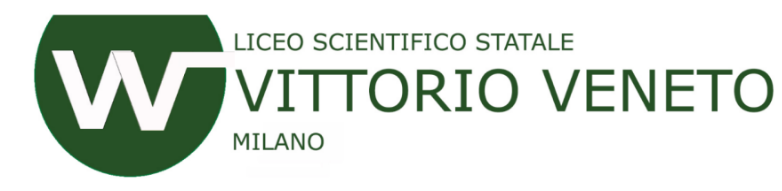 LICEO SCIENTIFICO STATALE
VITTORIO VENETO
MILANO